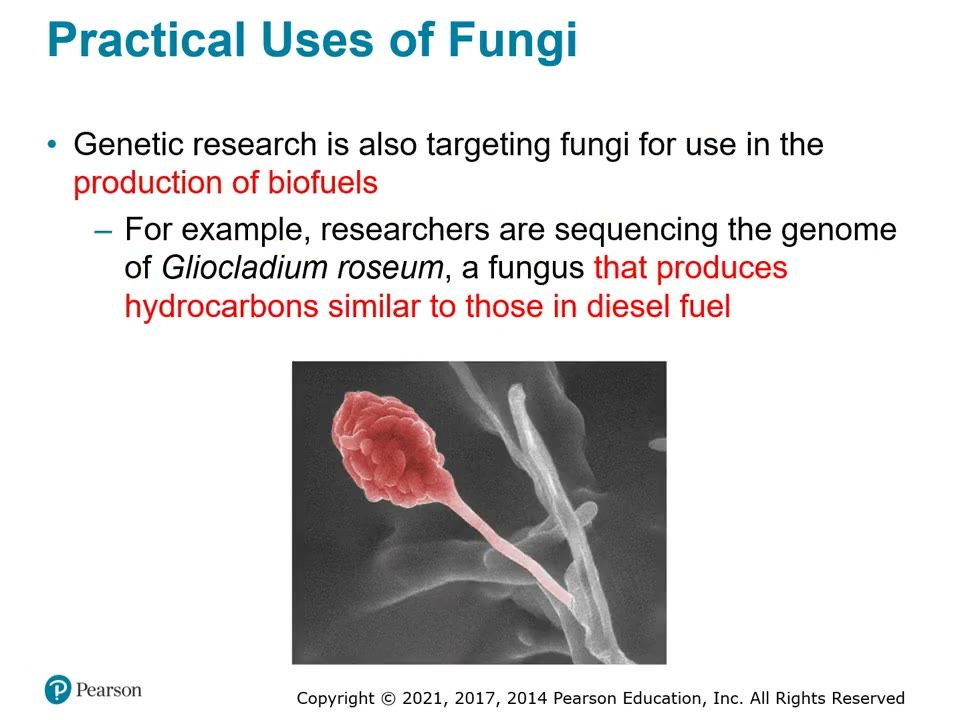 Practical Uses of Fungi
• Genetic research is also targeting fungi for use in the
production of biofuels
– For example, researchers are sequencing the genome
of Gliocladium roseum, a fungus that produces
hydrocarbons similar to those in diesel fuel
P Pearson
Copyright © 2021, 2017, 2014 Pearson Education, Inc. All Rights Reserved